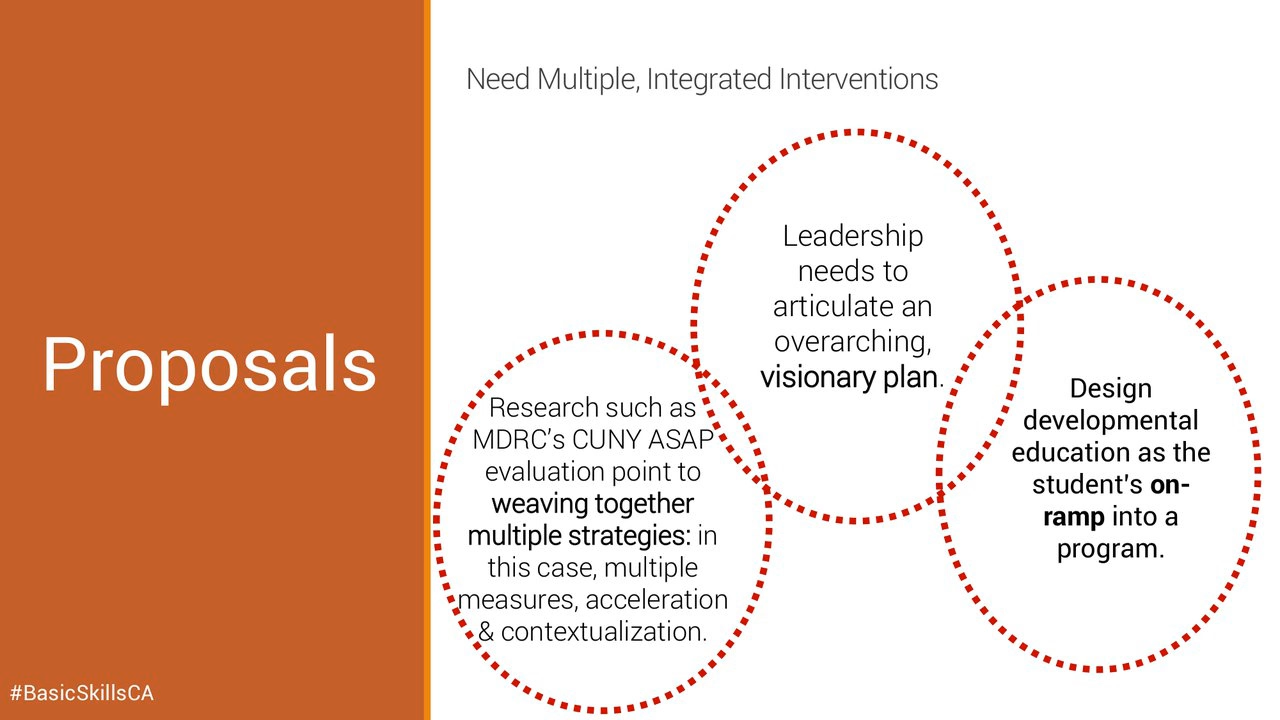 Proposals
#BasicSkillsCA
Need Multiple, Integrated Interventions
Research such as
MDRC’s CUNY ASAP
evaluation point to
weaving together
multiple strategies: in
this case, multiple
measures, acceleration
& contextualization.
Leadership
needs to
articulate an
overarching,
visionary plan.
Design
developmental
education as the
student's on-
ramp into a
program.